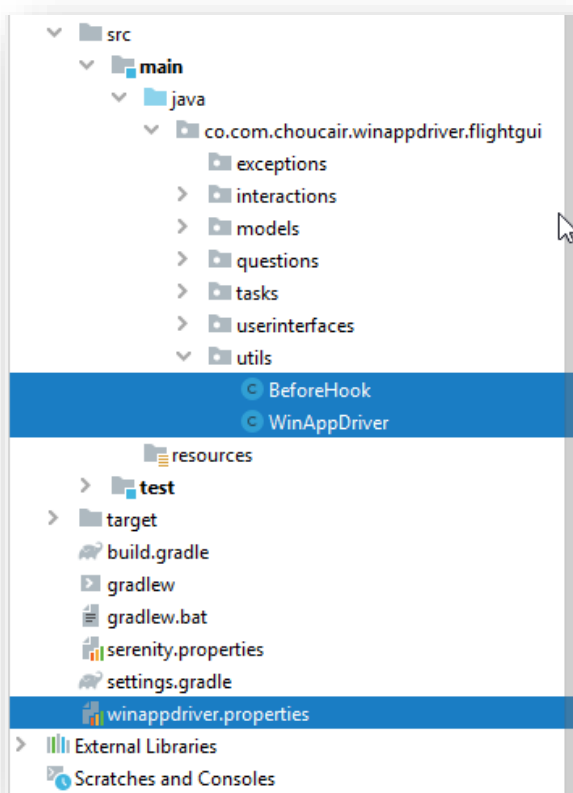 src
main
java
co.com.choucair.winappdriver.flightgui
exceptions
interactions
models
questions
tasks
userinterfaces
utils
BeforeHook
WinAppDriver
resources
test
target
build.gradle
gradlew
gradlew.bat
serenity.properties
settings.gradle
winappdriver.properties
External Libraries
Scratches and Consoles